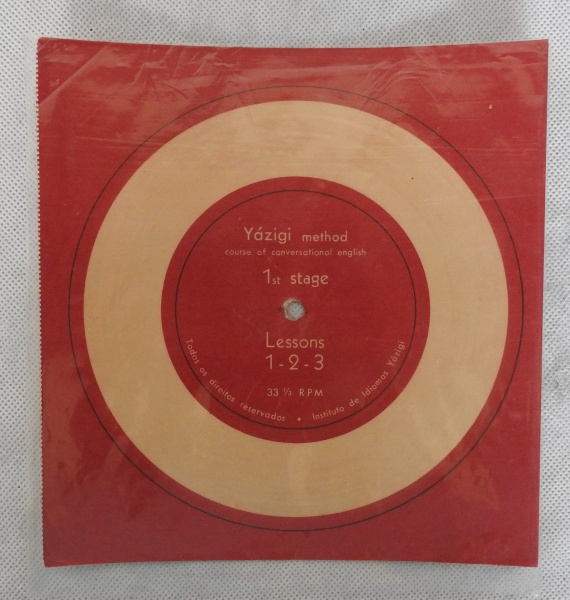 Yázigi method
course of conversational english
1st stage
Lessons
1-2-3
33 ⅓ RPM
Todos os direitos reservados • Instituto de Idiomas Yázigi